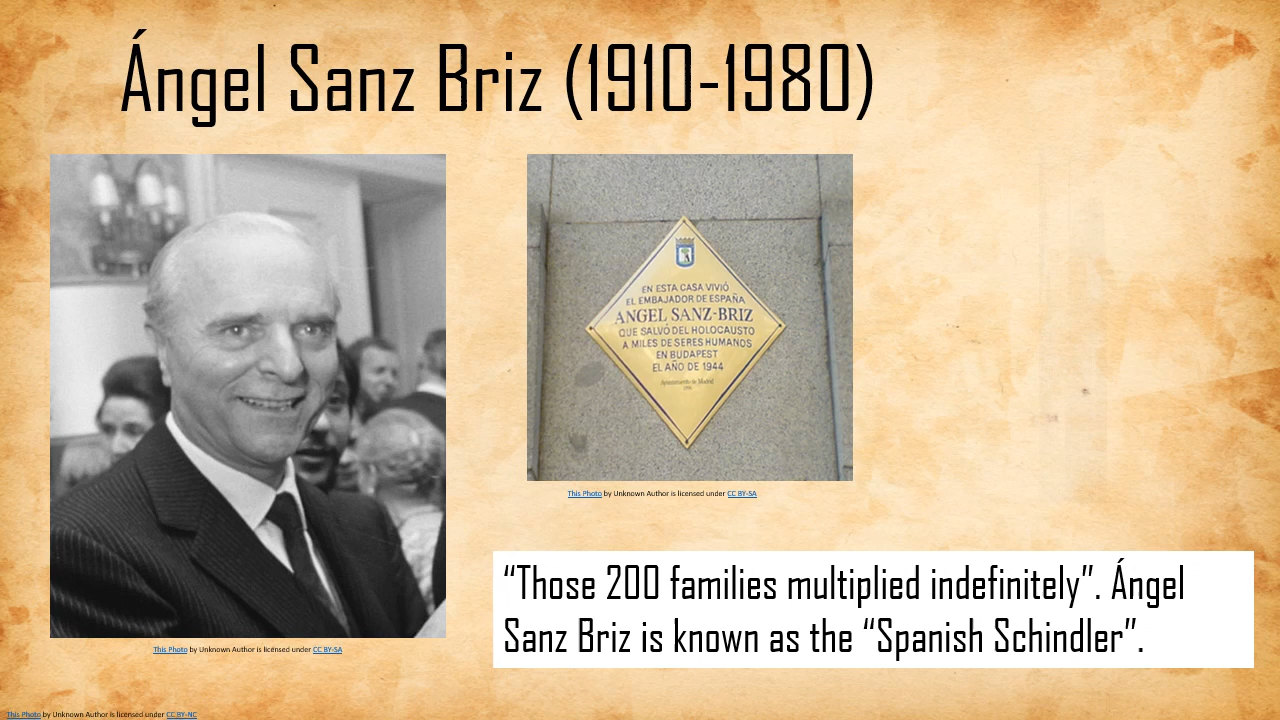 Ángel Sanz Briz (1910-1980)
EN ESTA CASA VIVIÓ
EL EMBAJADOR DE ESPAÑA
ANGEL SANZ-BRIZ
QUE SALVÓ DEL HOLOCAUSTO
A MILES DE SERES HUMANOS
EN BUDAPEST
EL AÑO DE 1944
Ayuntamiento de Madrid
This Photo by Unknown Author is licensed under CC BY-SA
“Those 200 families multiplied indefinitely”. Ángel
Sanz Briz is known as the “Spanish Schindler”.
This Photo by Unknown Author is licensed under CC BY-SA
This Photo by Unknown Author is licensed under CC BY-NC